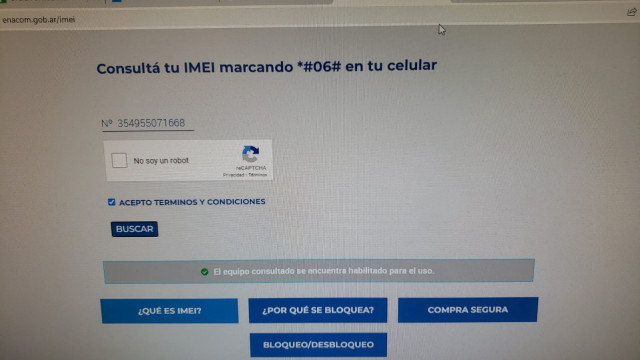 enacom.gob.ar/imei
Consultá tu IMEI marcando *#06# en tu celular
Nº 354955071668
No soy un robot
reCAPTCHA
Privacidad - Términos
ACEPTO TERMINOS Y CONDICIONES
BUSCAR
El equipo consultado se encuentra habilitado para el uso.
¿QUÉ ES IMEI?
¿POR QUÉ SE BLOQUEA?
COMPRA SEGURA
BLOQUEO/DESBLOQUEO